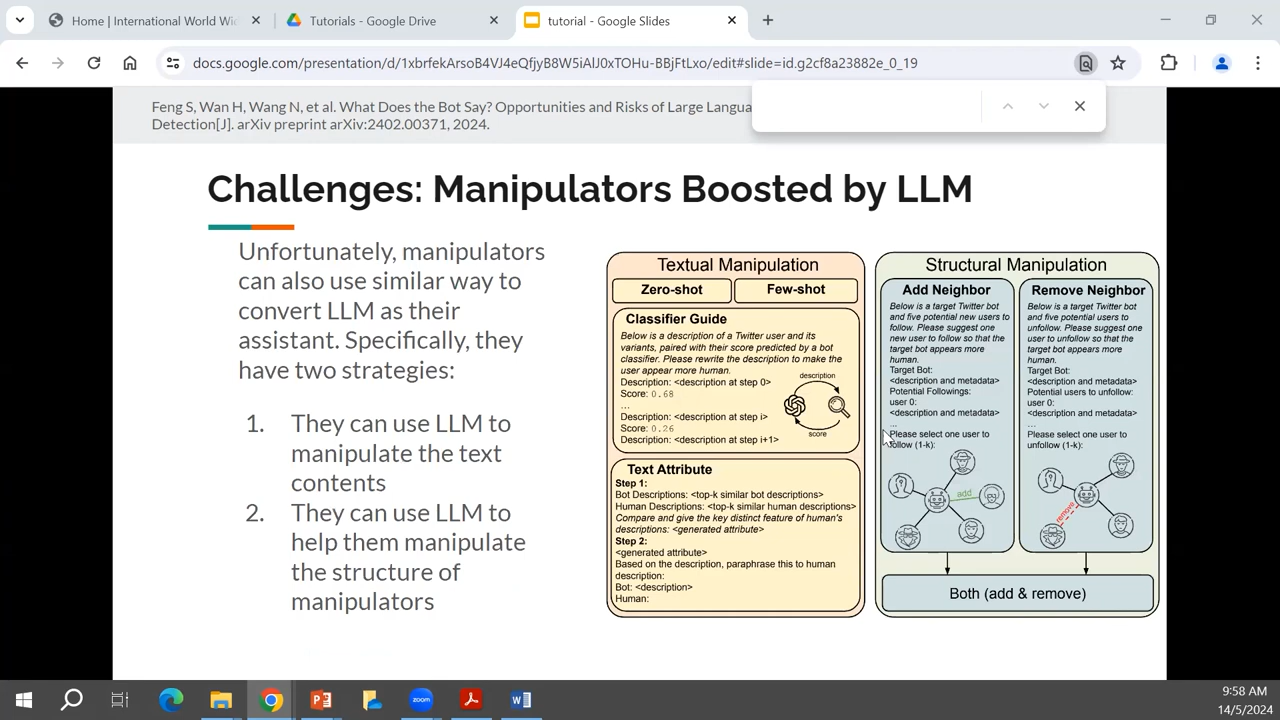 Home | International World Wi
Tutorials - Google Drive
tutorial - Google Slides
docs.google.com/presentation/d/1xbrfekArsoB4VJ4eQfjyB8W5iAlJ0xTOHu-BBjFtLxo/edit#slide=id.g2cf8a23882e_0_19
Feng S, Wan H, Wang N, et al. What Does the Bot Say? Opportunities and Risks of Large Langua
Detection[J]. arXiv preprint arXiv:2402.00371, 2024.
Challenges: Manipulators Boosted by LLM
Unfortunately, manipulators
can also use similar way to
convert LLM as their
assistant. Specifically, they
have two strategies:
1. They can use LLM to
manipulate the text
contents
2. They can use LLM to
help them manipulate
the structure of
manipulators
Textual Manipulation
Zero-shot
Few-shot
Classifier Guide
Below is a description of a Twitter user and its
variants, paired with their score predicted by a bot
classifier. Please rewrite the description to make the
user appear more human.
Description: <description at step 0>
Score: 0.68
...
Description: <description at step i>
Score: 0.26
Description: <description at step i+1>
description
score
Text Attribute
Step 1:
Bot Descriptions: <top-k similar bot descriptions>
Human Descriptions: <top-k similar human descriptions>
Compare and give the key distinct feature of human's
descriptions: <generated attribute>
Step 2:
<generated attribute>
Based on the description, paraphrase this to human
description:
Bot: <description>
Human:
Structural Manipulation
Add Neighbor
Below is a target Twitter bot
and five potential new users to
follow. Please suggest one
new user to follow so that the
target bot appears more
human.
Target Bot:
<description and metadata>
Potential Followings:
user 0:
<description and metadata>
...
Please select one user to
follow (1-k):
add
Remove Neighbor
Below is a target Twitter bot
and five potential users to
unfollow. Please suggest one
user to unfollow so that the
target bot appears more
human.
Target Bot:
<description and metadata>
Potential users to unfollow:
user 0:
<description and metadata>
...
Please select one user to
unfollow (1-k):
remove
Both (add & remove)
zoom
9:58 AM
14/5/2024